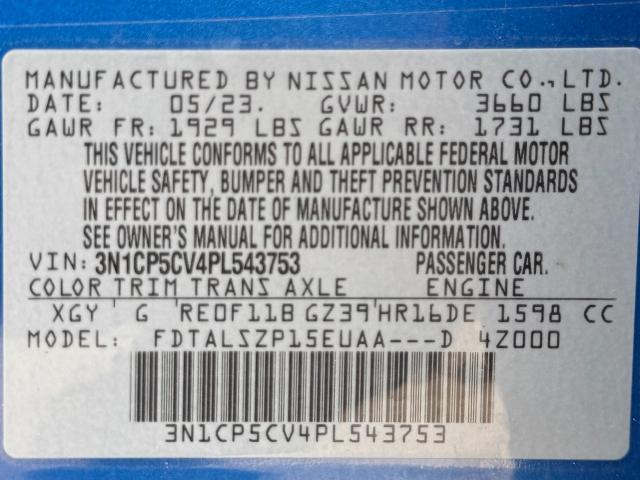 MANUFACTURED BY NISSAN MOTOR CO., LTD.
DATE: 05/23. GVWR: 3660 LBS
GAWR FR: 1929 LBS GAWR RR: 1731 LBS
THIS VEHICLE CONFORMS TO ALL APPLICABLE FEDERAL MOTOR
VEHICLE SAFETY, BUMPER AND THEFT PREVENTION STANDARDS
IN EFFECT ON THE DATE OF MANUFACTURE SHOWN ABOVE.
SEE OWNER'S MANUAL FOR ADDITIONAL INFORMATION.
VIN: 3N1CP5CV4PL543753 PASSENGER CAR.
COLOR TRIM TRANS AXLE ENGINE
XGY G RE0F11B GZ39 HR16DE 1598 CC
MODEL: FDTALSZP15EUAA---D 4Z000
3N1CP5CV4PL543753